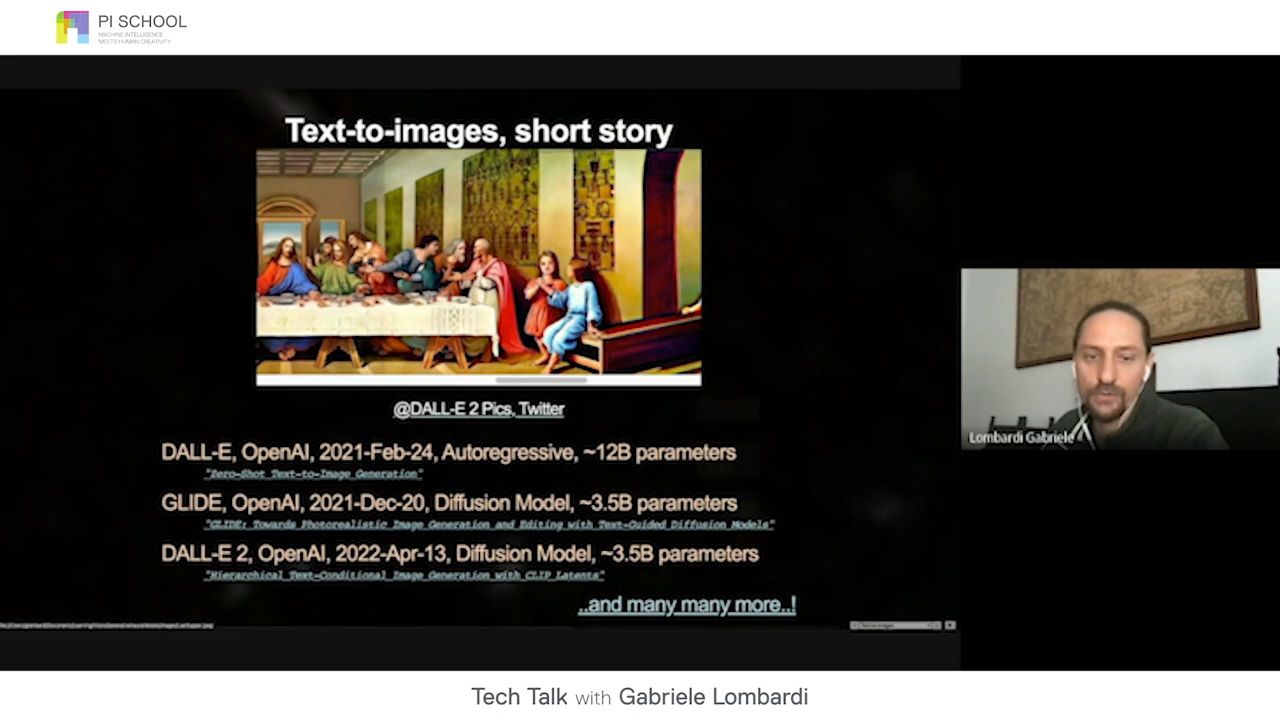 PI SCHOOL
MACHINE INTELLIGENCE
MEETS HUMAN CREATIVITY
Text-to-images, short story
@DALL-E 2 Pics, Twitter
DALL-E, OpenAI, 2021-Feb-24, Autoregressive, ~12B parameters
"Zero-Shot Text-to-Image Generation"
GLIDE, OpenAI, 2021-Dec-20, Diffusion Model, ~3.5B parameters
"GLIDE: Towards Photorealistic Image Generation and Editing with Text-Guided Diffusion Models"
DALL-E 2, OpenAI, 2022-Apr-13, Diffusion Model, ~3.5B parameters
"Hierarchical Text-Conditional Image Generation with CLIP Latents"
..and many many more..!
Lombardi Gabriele
Tech Talk with Gabriele Lombardi